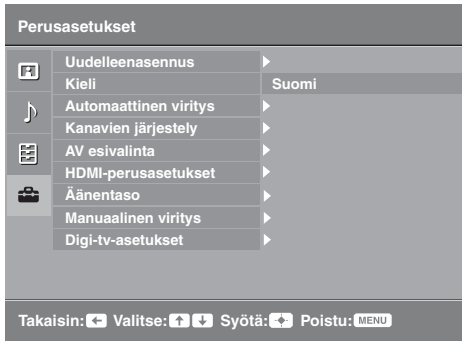 Perusasetukset
Uudelleenasennus
Kieli Suomi
Automaattinen viritys
Kanavien järjestely
AV esivalinta
HDMI-perusasetukset
Äänentaso
Manuaalinen viritys
Digi-tv-asetukset
Takaisin: Valitse: Syötä: Poistu: MENU